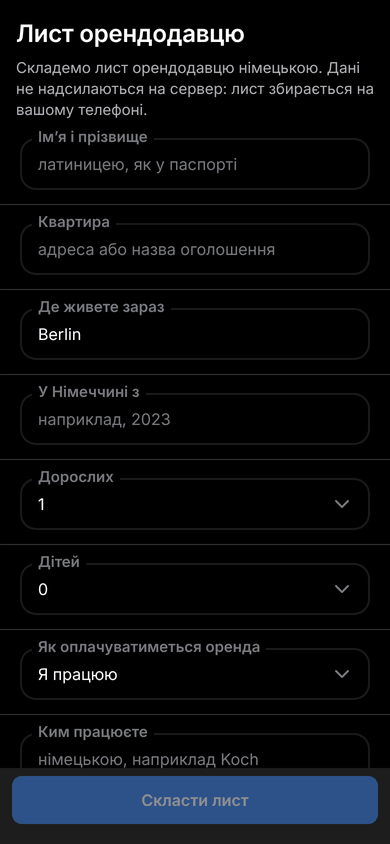 Лист орендодавцю
Складемо лист орендодавцю німецькою. Дані
не надсилаються на сервер: лист збирається на
вашому телефоні.
Ім’я і прізвище
латиницею, як у паспорті
Квартира
адреса або назва оголошення
Де живете зараз
Berlin
У Німеччині з
наприклад, 2023
Дорослих
1
Дітей
0
Як оплачуватиметься оренда
Я працюю
Ким працюєте
німецькою, наприклад Koch
Скласти лист